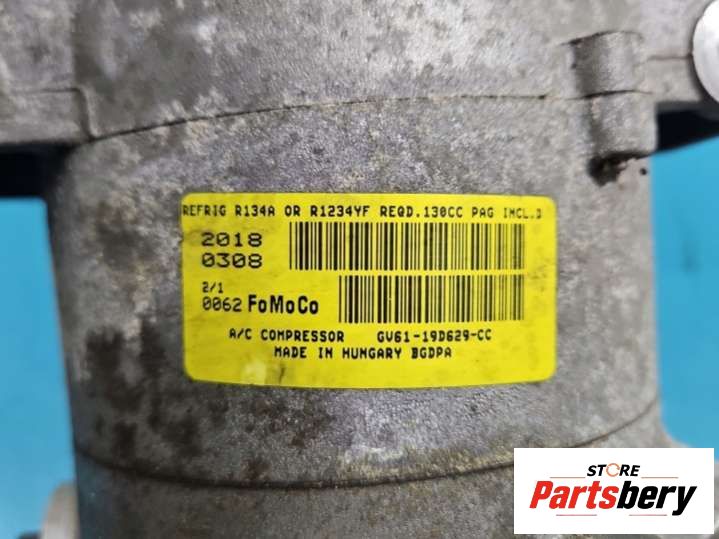 REFRIG R134A OR R1234YF REQD.130CC PAG INCL.D
2018
0308
2/1
0062 FoMoCo
A/C COMPRESSOR GV61-19D629-CC
MADE IN HUNGARY BGDPA
STORE
Partsbery